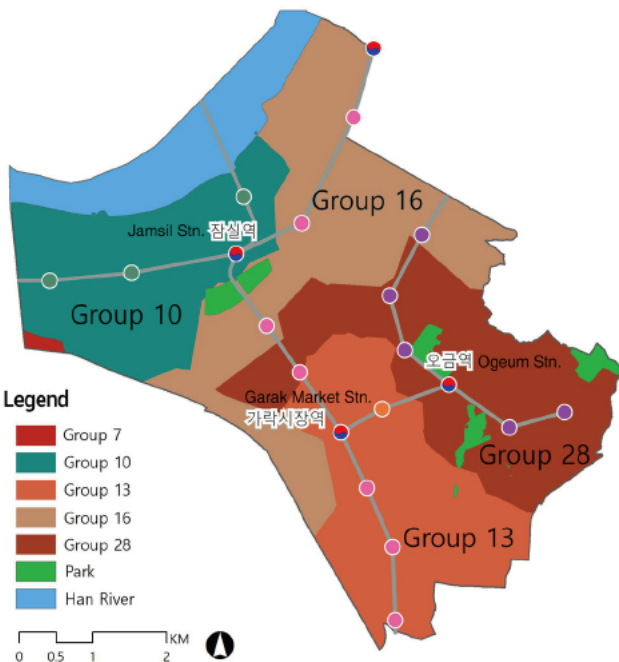 Group 16
Jamsil Stn. 잠실역
Group 10
오금역 Ogeum Stn.
Garak Market Stn.
가락시장역
Group 28
Group 13
Legend
Group 7
Group 10
Group 13
Group 16
Group 28
Park
Han River
0 0.5 1 2 KM